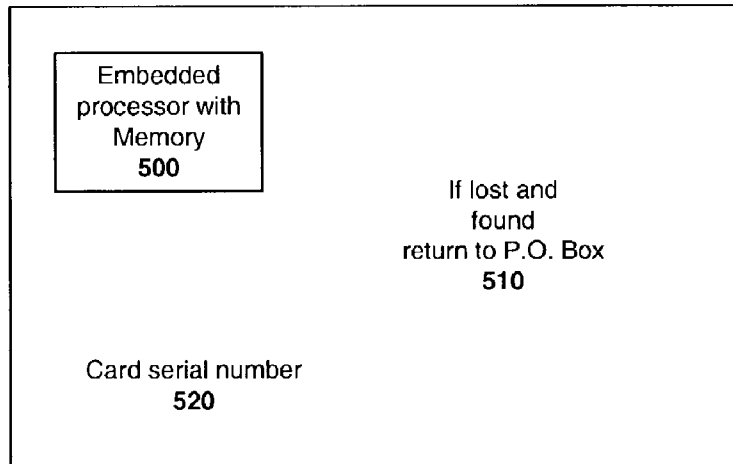 Embedded
processor with
Memory
500
If lost and
found
return to P.O. Box
510
Card serial number
520